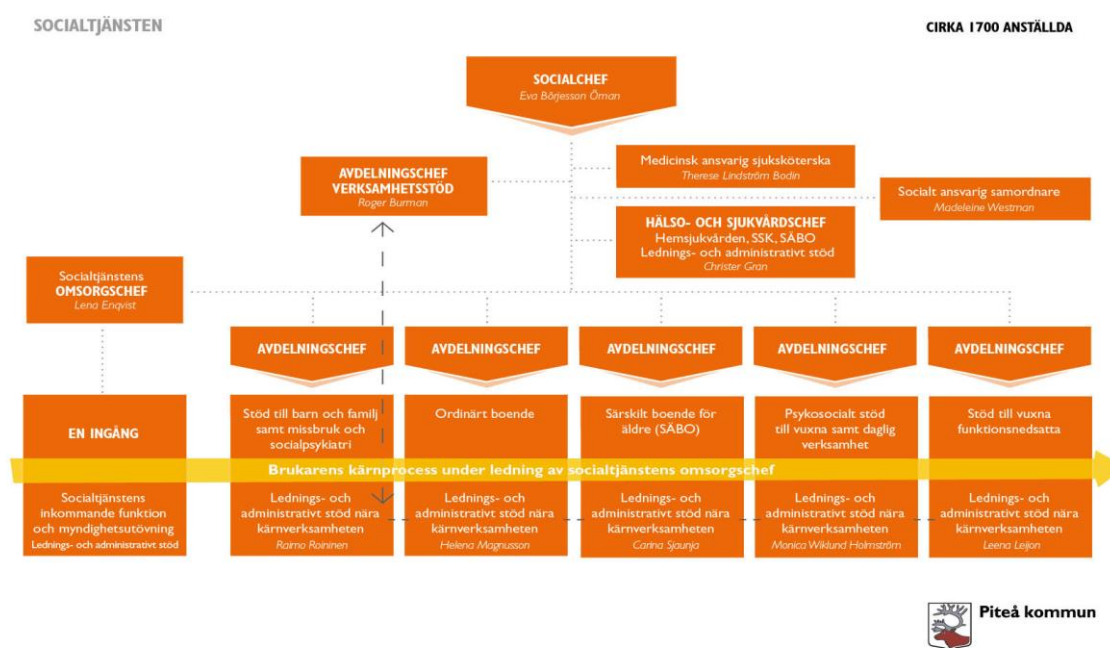 SOCIALTJÄNSTEN
CIRKA 1700 ANSTÄLLDA
SOCIALCHEF
Eva Börjesson Öman
AVDELNINGSCHEF
VERKSAMHETSSTÖD
Roger Burman
Medicinsk ansvarig sjuksköterska
Therese Lindström Bodin
Socialt ansvarig samordnare
Madeleine Westman
HÄLSO- OCH SJUKVÅRDSCHEF
Hemsjukvården, SSK, SÄBO
Lednings- och administrativt stöd
Christer Gran
Socialtjänstens
OMSORGSCHEF
Lena Enqvist
AVDELNINGSCHEF
AVDELNINGSCHEF
AVDELNINGSCHEF
AVDELNINGSCHEF
AVDELNINGSCHEF
EN INGÅNG
Stöd till barn och familj
samt missbruk och
socialpsykiatri
Ordinärt boende
Särskilt boende för
äldre (SÄBO)
Psykosocialt stöd
till vuxna samt daglig
verksamhet
Stöd till vuxna
funktionsnedsatta
Brukarens kärnprocess under ledning av socialtjänstens omsorgschef
Socialtjänstens
inkommande funktion
och myndighetsutövning
Lednings- och administrativt stöd
Lednings- och
administrativt stöd nära
kärnverksamheten
Raimo Roininen
Lednings- och
administrativt stöd nära
kärnverksamheten
Helena Magnusson
Lednings- och
administrativt stöd nära
kärnverksamheten
Carina Sjaunja
Lednings- och
administrativt stöd nära
kärnverksamheten
Monica Wiklund Holmström
Lednings- och
administrativt stöd nära
kärnverksamheten
Leena Leijon
Piteå kommun